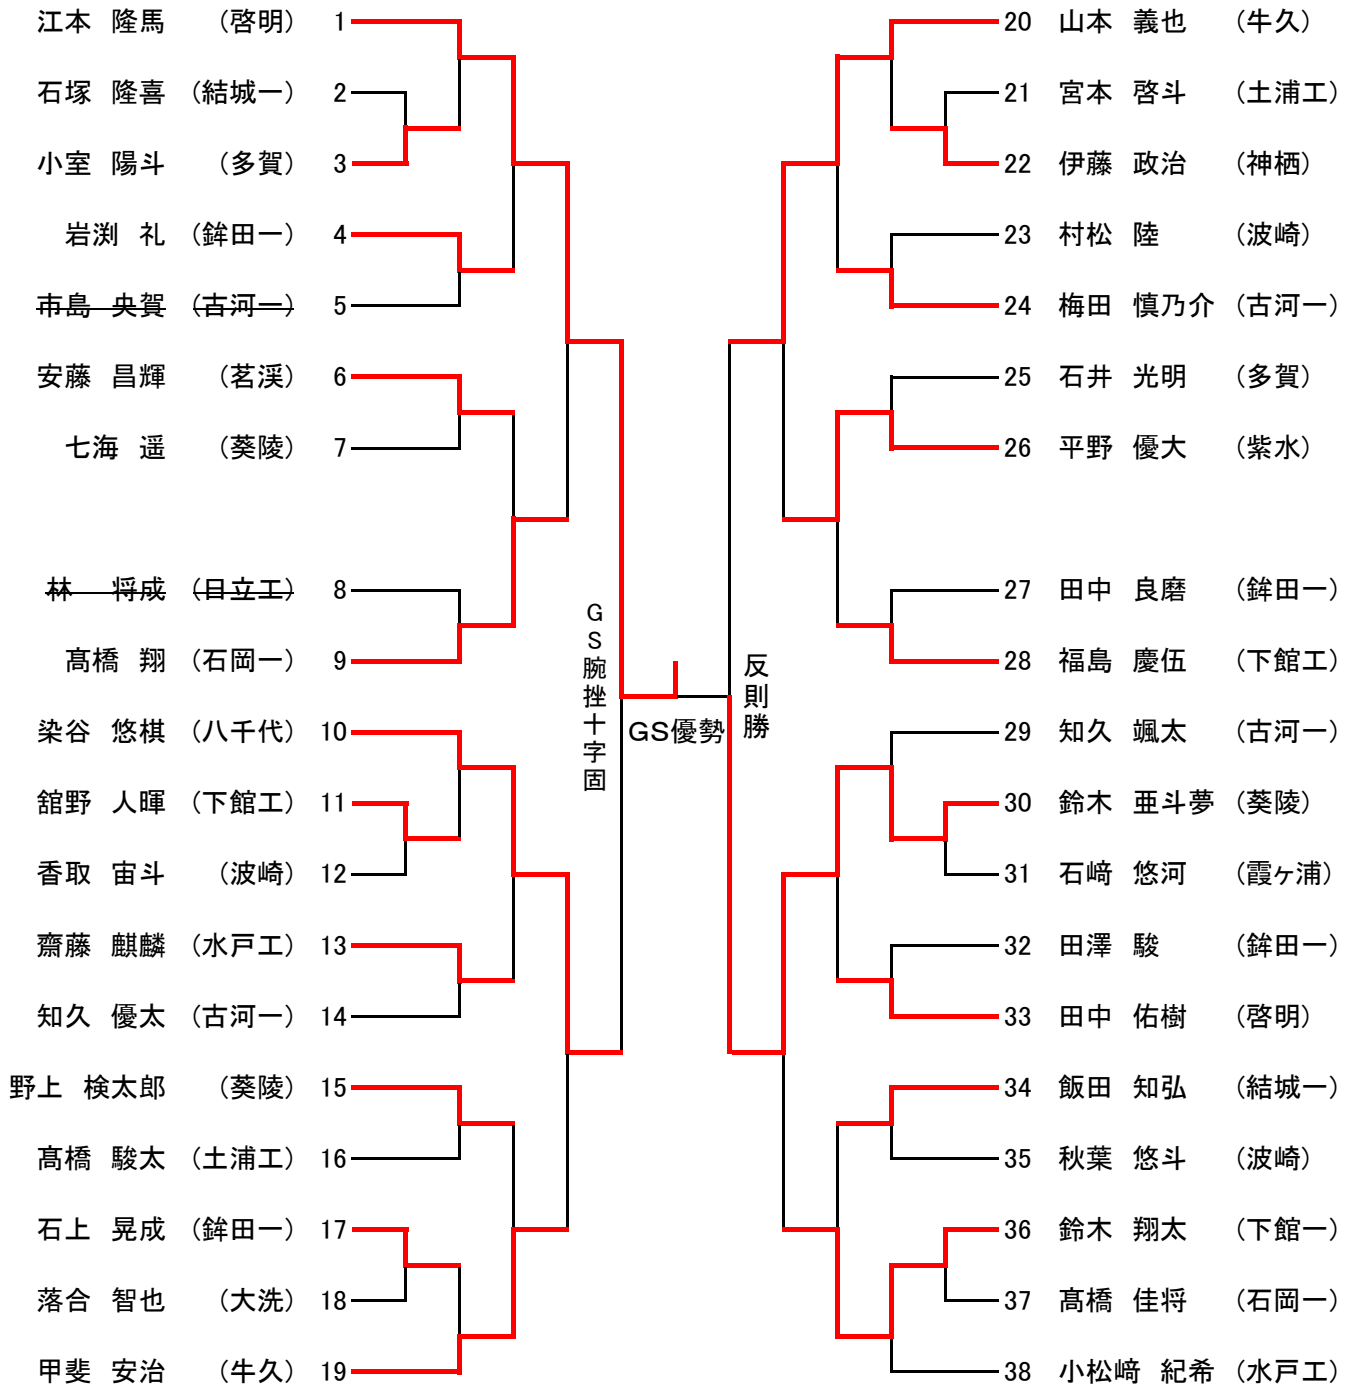 江本 隆馬 (啓明) 1
石塚 隆喜 (結城一) 2
小室 陽斗 (多賀) 3
岩渕 礼 (鉾田一) 4
市島 央賀 (古河一) 5
安藤 昌輝 (茗渓) 6
七海 遥 (葵陵) 7
林 将成 (日立工) 8
髙橋 翔 (石岡一) 9
染谷 悠棋 (八千代) 10
舘野 人暉 (下館工) 11
香取 宙斗 (波崎) 12
齋藤 麒麟 (水戸工) 13
知久 優太 (古河一) 14
野上 検太郎 (葵陵) 15
髙橋 駿太 (土浦工) 16
石上 晃成 (鉾田一) 17
落合 智也 (大洗) 18
甲斐 安治 (牛久) 19
GS腕挫十字固
GS優勢
反則勝
20 山本 義也 (牛久)
21 宮本 啓斗 (土浦工)
22 伊藤 政治 (神栖)
23 村松 陸 (波崎)
24 梅田 慎乃介 (古河一)
25 石井 光明 (多賀)
26 平野 優大 (紫水)
27 田中 良磨 (鉾田一)
28 福島 慶伍 (下館工)
29 知久 颯太 (古河一)
30 鈴木 亜斗夢 (葵陵)
31 石﨑 悠河 (霞ヶ浦)
32 田澤 駿 (鉾田一)
33 田中 佑樹 (啓明)
34 飯田 知弘 (結城一)
35 秋葉 悠斗 (波崎)
36 鈴木 翔太 (下館一)
37 髙橋 佳将 (石岡一)
38 小松﨑 紀希 (水戸工)